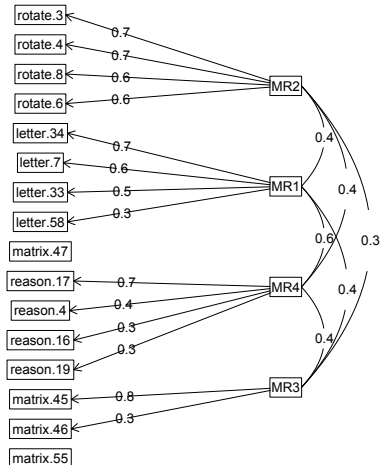 rotate.3
0.7
rotate.4
0.7
rotate.8
0.6
MR2
rotate.6
0.6
letter.34
0.7
0.4
letter.7
0.6
letter.33
0.5
MR1
0.4
letter.58
0.3
matrix.47
0.6
0.3
reason.17
0.7
MR4
0.4
reason.4
0.4
reason.16
0.3
0.4
reason.19
0.3
matrix.45
0.8
MR3
matrix.46
0.3
matrix.55